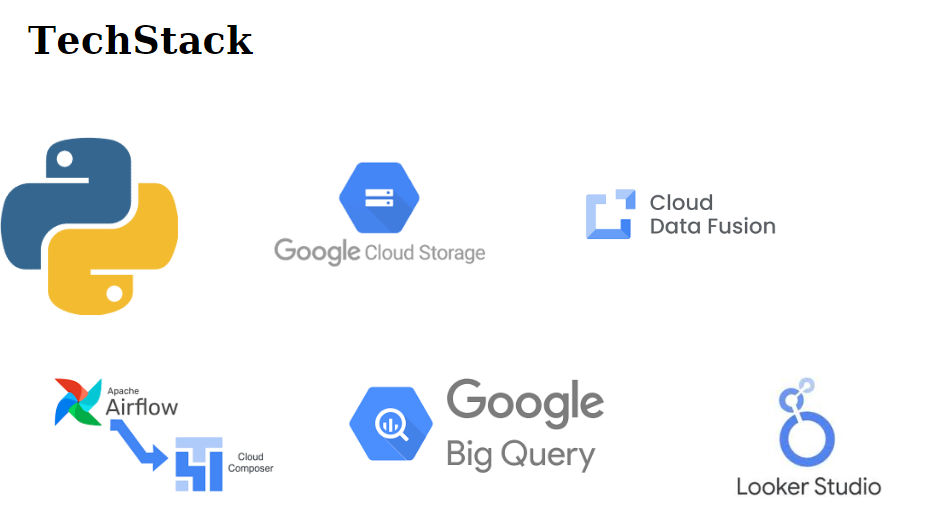 TechStack
Google Cloud Storage
Cloud
Data Fusion
Apache
Airflow
Cloud
Composer
Google
Big Query
Looker Studio